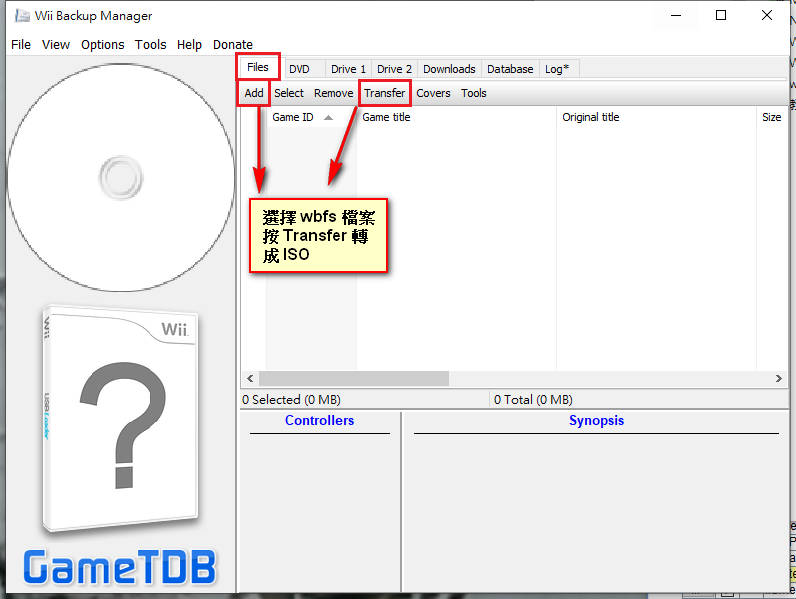 Wii Backup Manager
File View Options Tools Help Donate
Files DVD Drive 1 Drive 2 Downloads Database Log*
Add Select Remove Transfer Covers Tools
Game ID Game title Original title Size
選擇 wbfs 檔案
按 Transfer 轉
成 ISO
Wii
Wii
USB Loader
0 Selected (0 MB) 0 Total (0 MB)
Controllers Synopsis
GameTDB